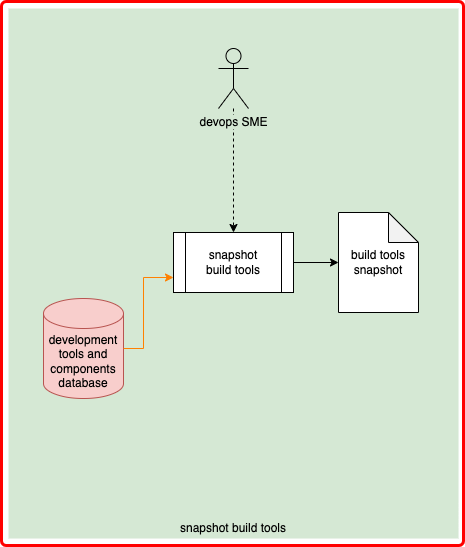 devops SME
snapshot
build tools
build tools
snapshot
development
tools and
components
database
snapshot build tools